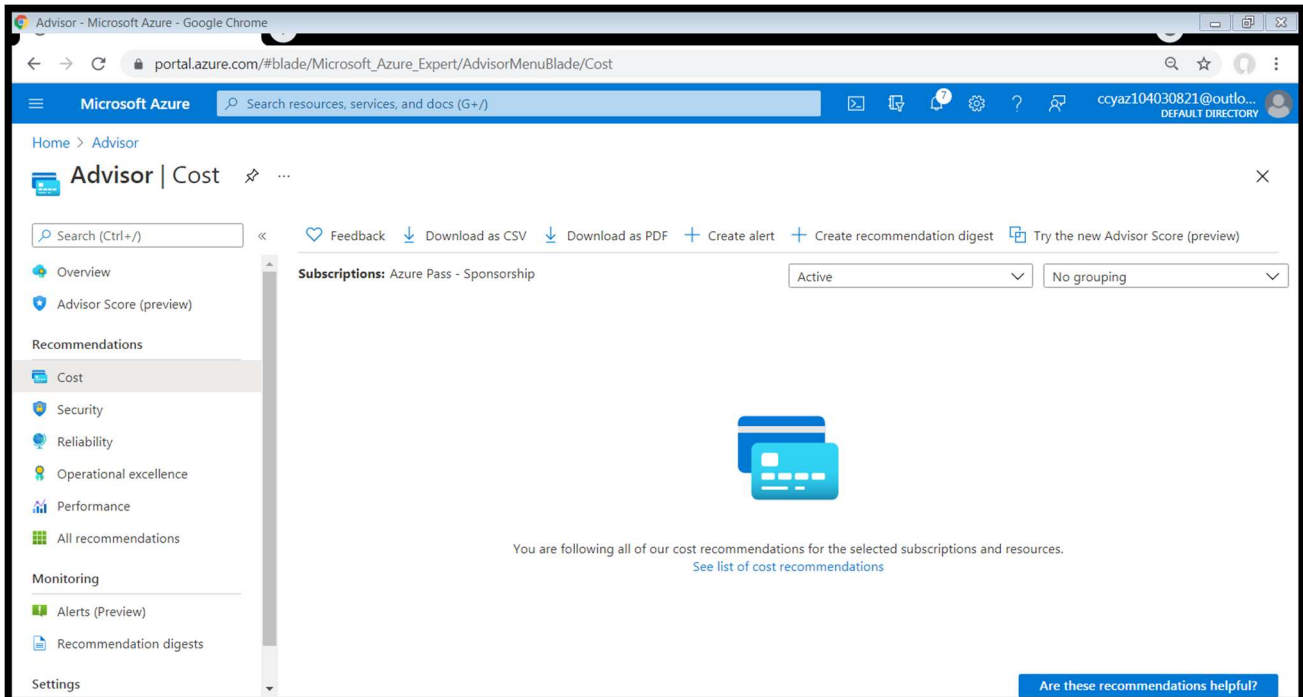 Advisor - Microsoft Azure - Google Chrome
portal.azure.com/#blade/Microsoft_Azure_Expert/AdvisorMenuBlade/Cost
Microsoft Azure
Search resources, services, and docs (G+/)
7
ccyaz104030821@outlo...
DEFAULT DIRECTORY
Home > Advisor
Advisor | Cost
Search (Ctrl+/)
Feedback
Download as CSV
Download as PDF
Create alert
Create recommendation digest
Try the new Advisor Score (preview)
Overview
Advisor Score (preview)
Recommendations
Cost
Security
Reliability
Operational excellence
Performance
All recommendations
Monitoring
Alerts (Preview)
Recommendation digests
Settings
Subscriptions: Azure Pass - Sponsorship
Active
No grouping
You are following all of our cost recommendations for the selected subscriptions and resources.
See list of cost recommendations
Are these recommendations helpful?